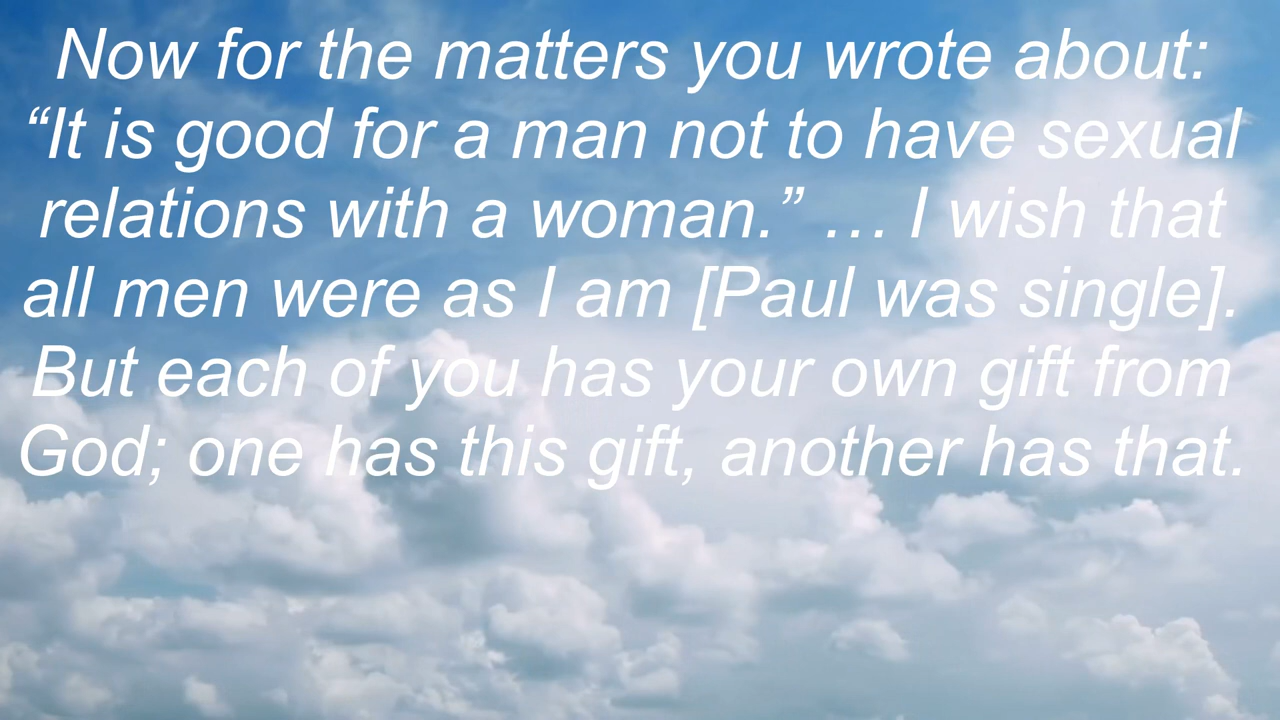 Now for the matters you wrote about:
“It is good for a man not to have sexual
relations with a woman.” … I wish that
all men were as I am [Paul was single].
But each of you has your own gift from
God; one has this gift, another has that.